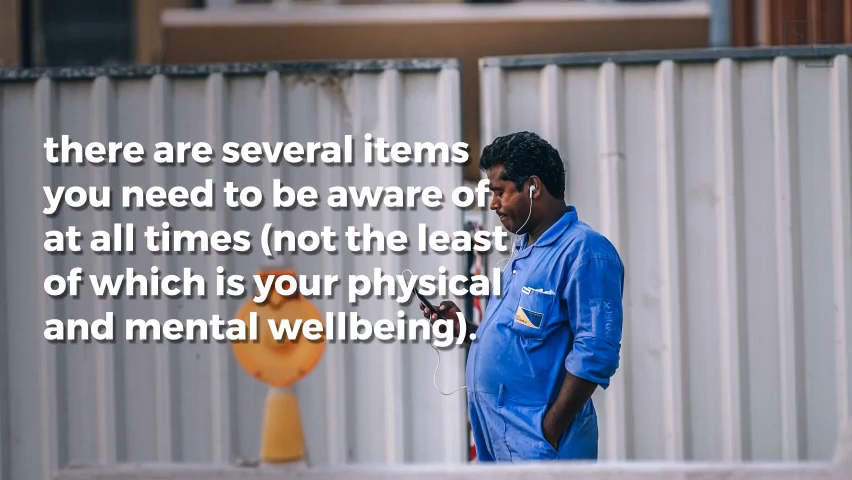 there are several items
you need to be aware of
at all times (not the least
of which is your physical
and mental wellbeing).